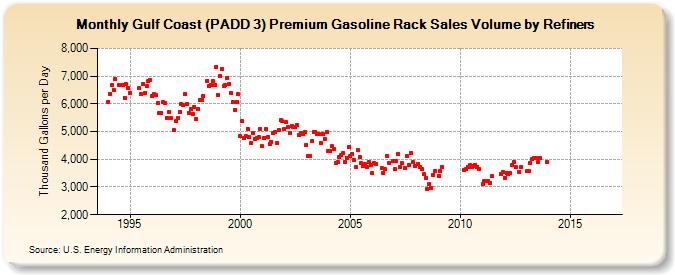 Monthly Gulf Coast (PADD 3) Premium Gasoline Rack Sales Volume by Refiners
Thousand Gallons per Day
8,000
7,000
6,000
5,000
4,000
3,000
2,000
1995 2000 2005 2010 2015
Source: U.S. Energy Information Administration